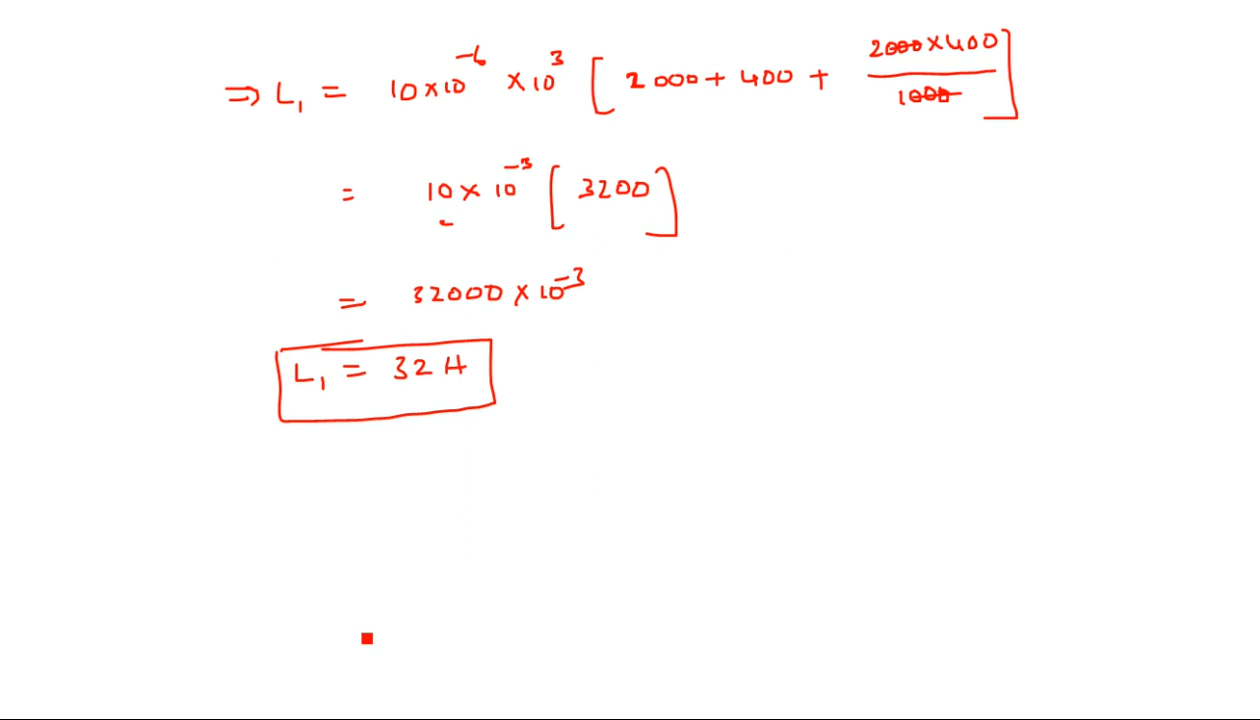 ⇒ L₁ = 10×10⁻⁶ ×10³ [ 2000+ 400 + 2000×400/1000 ]
= 10× 10⁻³ [ 3200 ]
= 32000 × 10⁻³
L₁ = 32 H